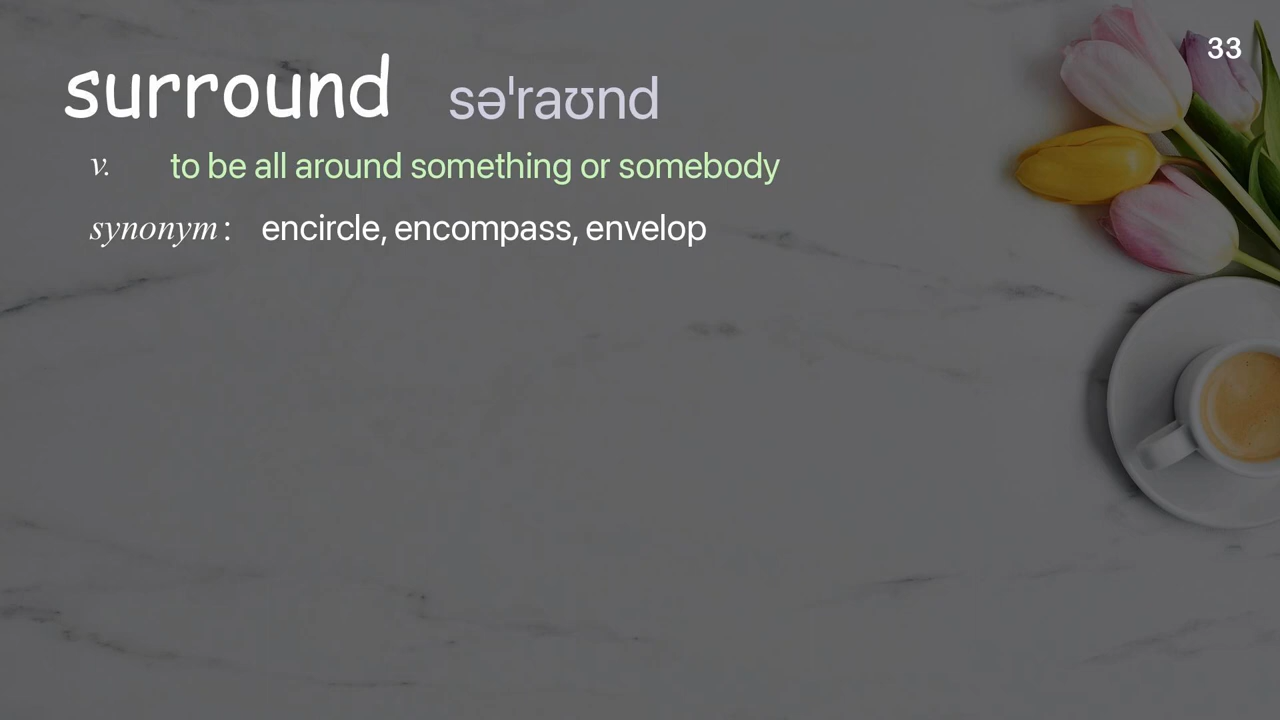 33
surround səˈraʊnd
v. to be all around something or somebody
synonym: encircle, encompass, envelop